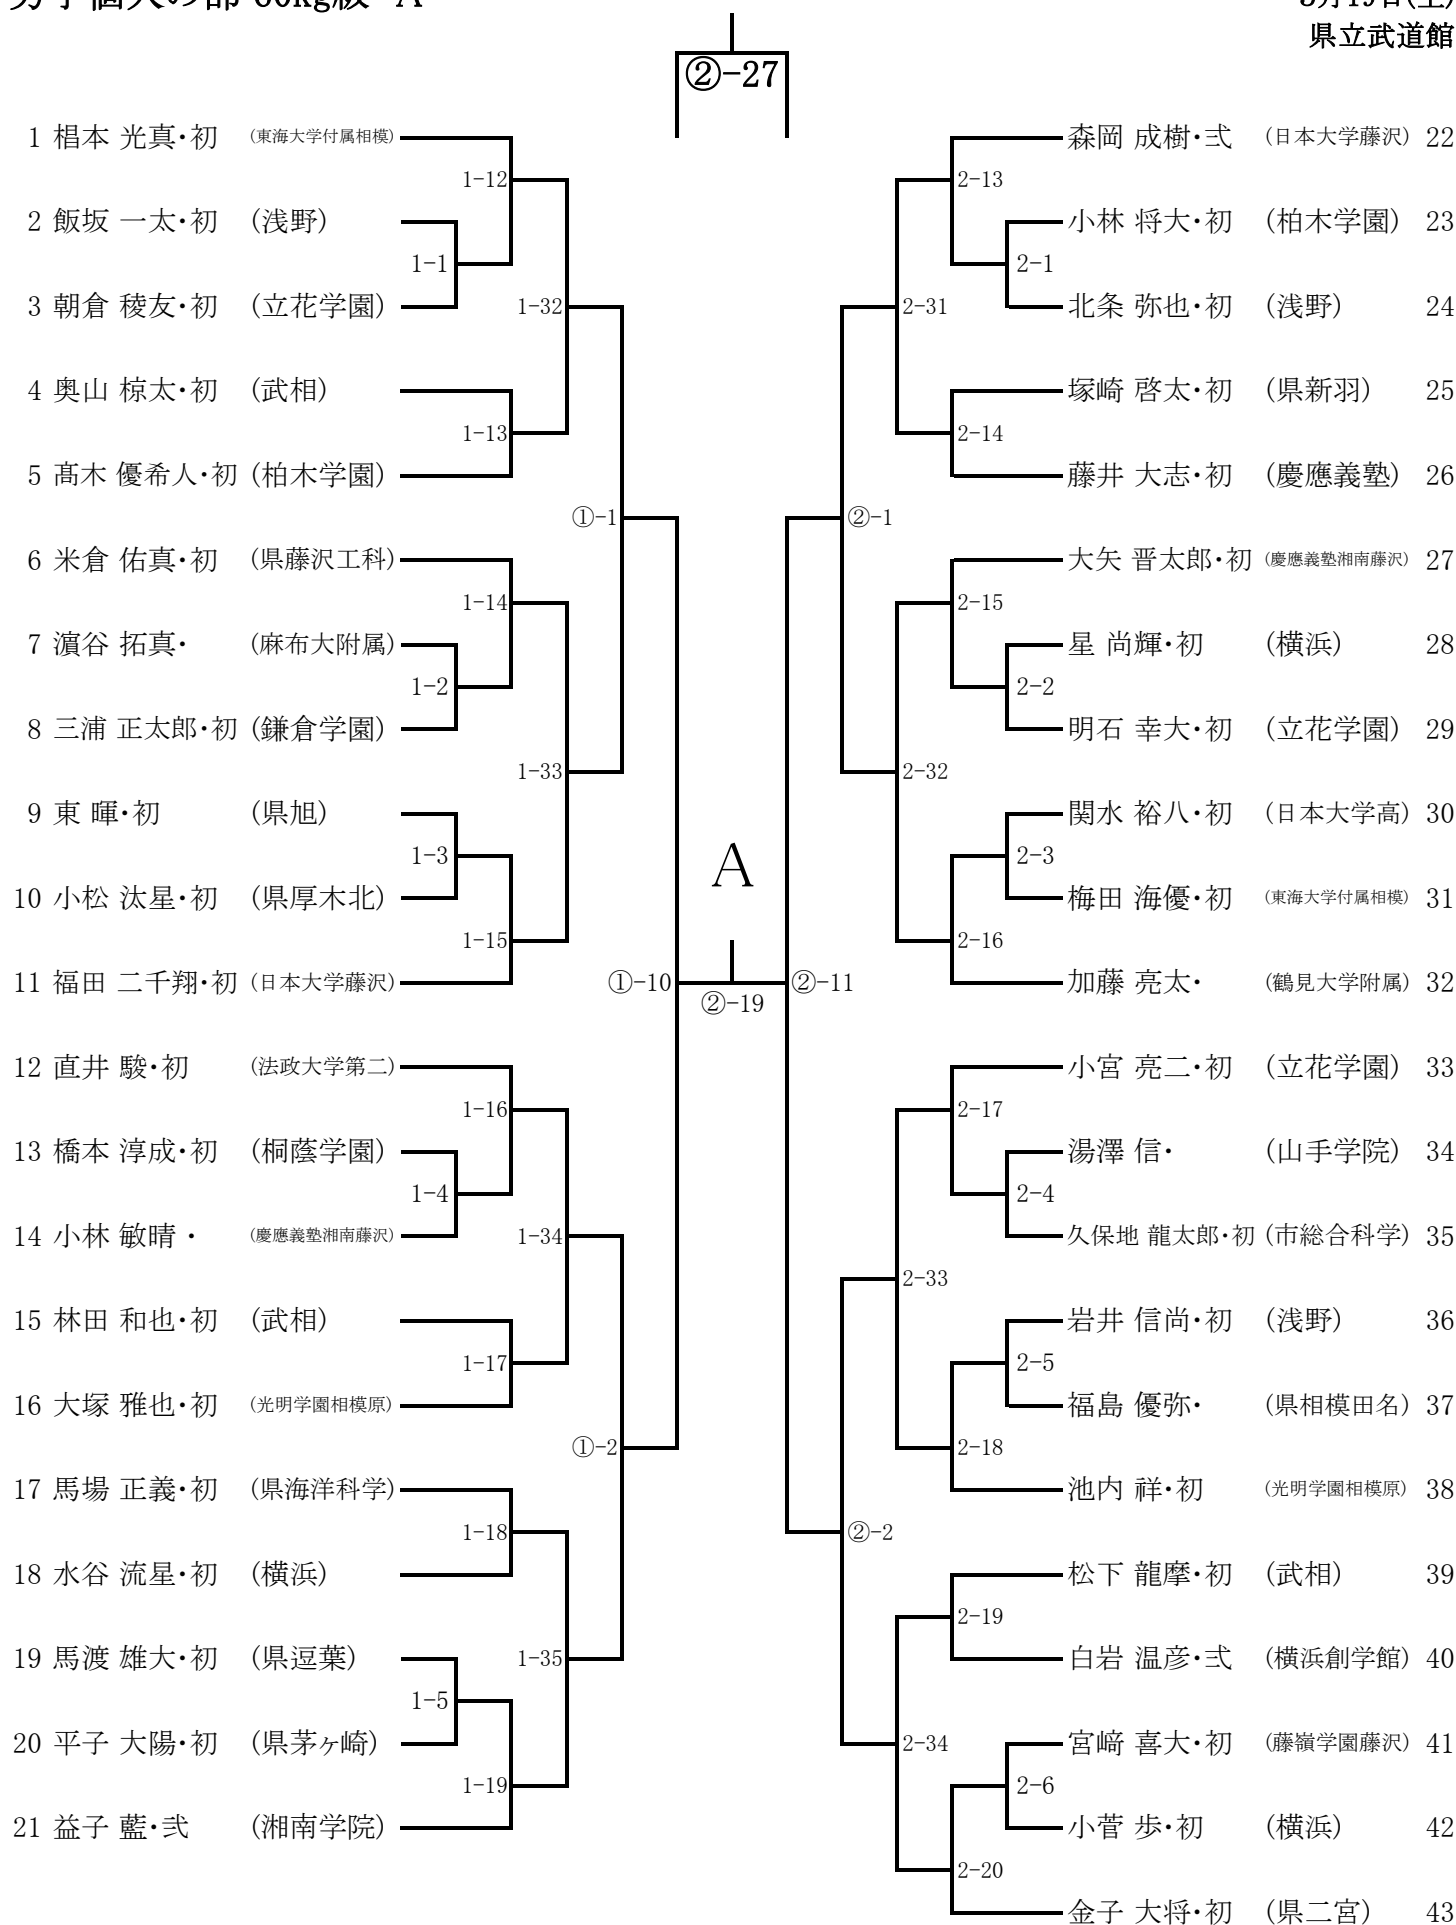 男子個人の部 60kg級 A
3月19日(土)
県立武道館
②-27
1 椙本 光真・初 (東海大学付属相模)
1-12
2 飯坂 一太・初 (浅野)
1-1
3 朝倉 稜友・初 (立花学園)
1-32
4 奥山 椋太・初 (武相)
1-13
5 髙木 優希人・初 (柏木学園)
①-1
6 米倉 佑真・初 (県藤沢工科)
1-14
7 濵谷 拓真・ (麻布大附属)
1-2
8 三浦 正太郎・初 (鎌倉学園)
1-33
9 東 暉・初 (県旭)
1-3
10 小松 汰星・初 (県厚木北)
1-15
11 福田 二千翔・初 (日本大学藤沢)
①-10
12 直井 駿・初 (法政大学第二)
1-16
13 橋本 淳成・初 (桐蔭学園)
1-4
14 小林 敏晴・ (慶應義塾湘南藤沢)
1-34
15 林田 和也・初 (武相)
1-17
16 大塚 雅也・初 (光明学園相模原)
①-2
17 馬場 正義・初 (県海洋科学)
1-18
18 水谷 流星・初 (横浜)
19 馬渡 雄大・初 (県逗葉)
1-35
1-5
20 平子 大陽・初 (県茅ヶ崎)
1-19
21 益子 藍・弐 (湘南学院)
A
②-19
森岡 成樹・弍 (日本大学藤沢) 22
2-13
小林 将大・初 (柏木学園) 23
2-1
北条 弥也・初 (浅野) 24
2-31
塚崎 啓太・初 (県新羽) 25
2-14
藤井 大志・初 (慶應義塾) 26
②-1
大矢 晋太郎・初 (慶應義塾湘南藤沢) 27
2-15
星 尚輝・初 (横浜) 28
2-2
明石 幸大・初 (立花学園) 29
2-32
関水 裕八・初 (日本大学高) 30
2-3
梅田 海優・初 (東海大学付属相模) 31
2-16
加藤 亮太・ (鶴見大学附属) 32
②-11
小宮 亮二・初 (立花学園) 33
2-17
湯澤 信・ (山手学院) 34
2-4
久保地 龍太郎・初 (市総合科学) 35
2-33
岩井 信尚・初 (浅野) 36
2-5
福島 優弥・ (県相模田名) 37
2-18
池内 祥・初 (光明学園相模原) 38
②-2
松下 龍摩・初 (武相) 39
2-19
白岩 温彦・弍 (横浜創学館) 40
宮﨑 喜大・初 (藤嶺学園藤沢) 41
2-34
2-6
小菅 歩・初 (横浜) 42
2-20
金子 大将・初 (県二宮) 43